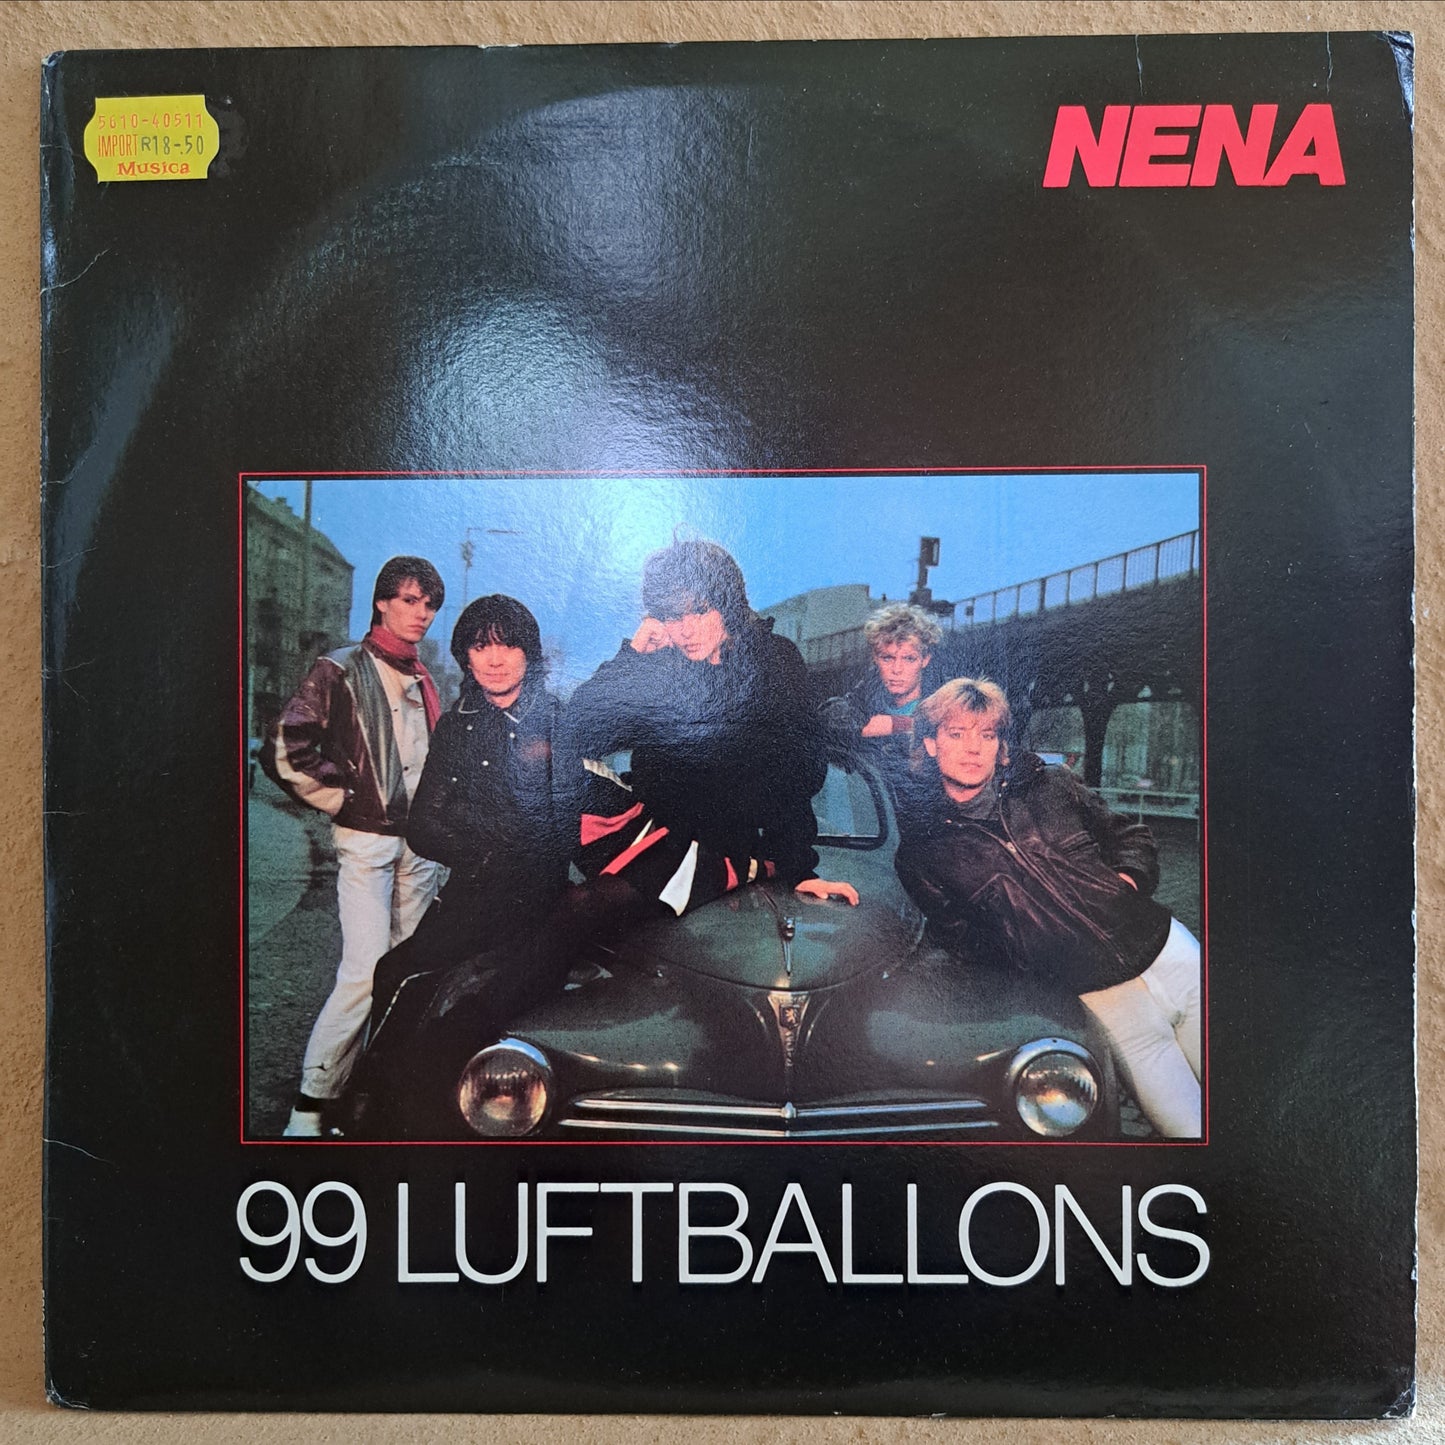 5610-40511
IMPORT R18-.50
Musica
NENA
99 LUFTBALLONS